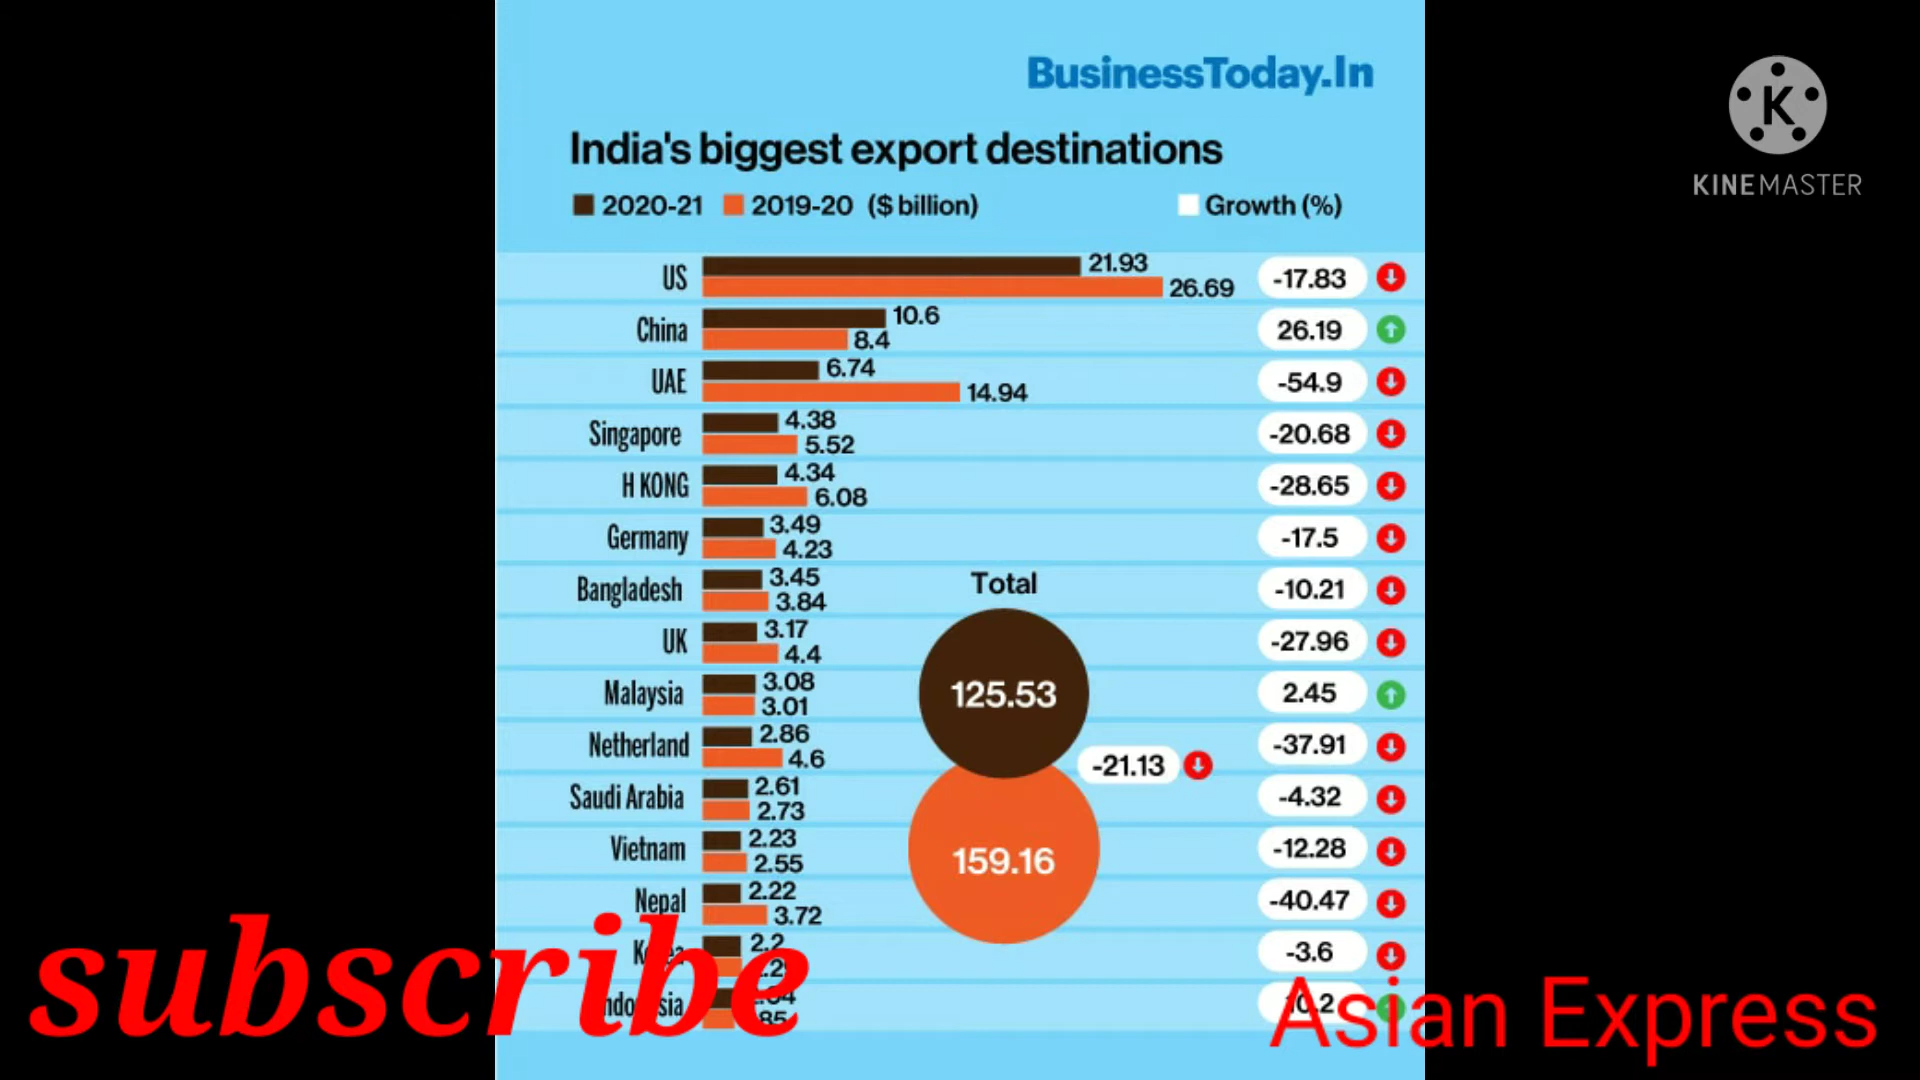 BusinessToday.In
KINEMASTER
India's biggest export destinations
2020-21 2019-20 ($ billion) Growth (%)
US 21.93 26.69 -17.83
China 10.6 8.4 26.19
UAE 6.74 14.94 -54.9
Singapore 4.38 5.52 -20.68
H KONG 4.34 6.08 -28.65
Germany 3.49 4.23 -17.5
Bangladesh 3.45 3.84 -10.21
Total
UK 3.17 4.4 -27.96
Malaysia 3.08 3.01 125.53 2.45
Netherland 2.86 4.6 -37.91
-21.13
Saudi Arabia 2.61 2.73 -4.32
Vietnam 2.23 2.55 159.16 -12.28
Nepal 2.22 3.72 -40.47
Korea 2.2 -3.6
Indonesia
subscribe
Asian Express